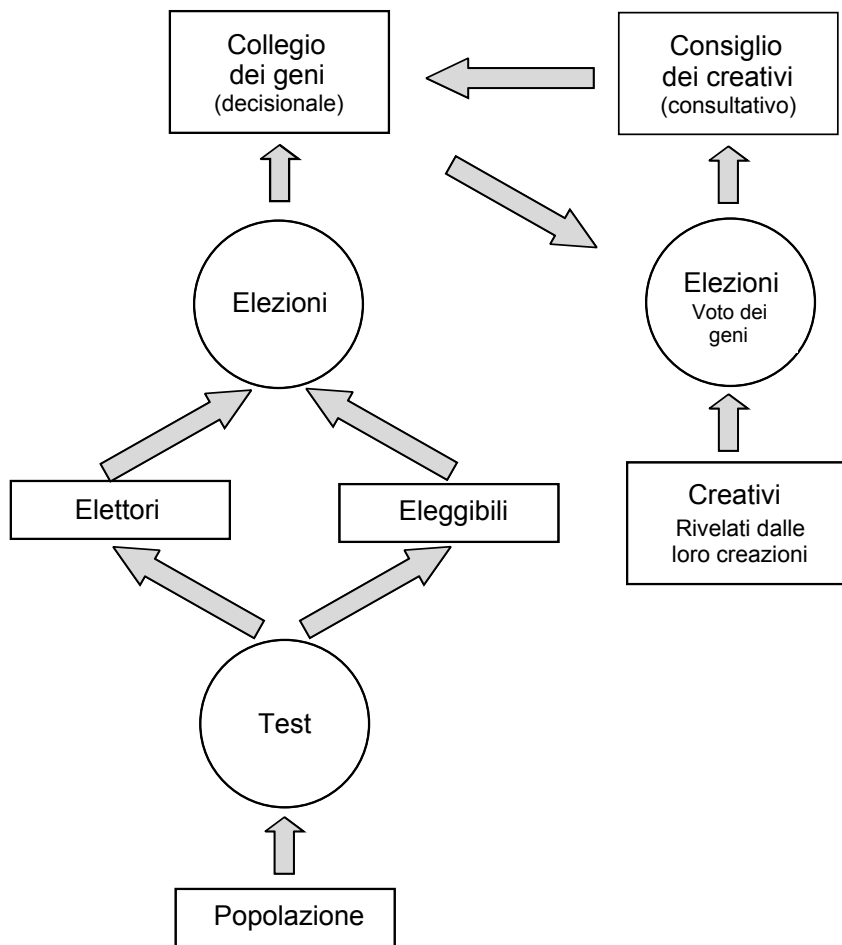 Collegio
dei geni
(decisionale)
Consiglio
dei creativi
(consultativo)
Elezioni
Elezioni
Voto dei
geni
Elettori
Eleggibili
Creativi
Rivelati dalle
loro creazioni
Test
Popolazione